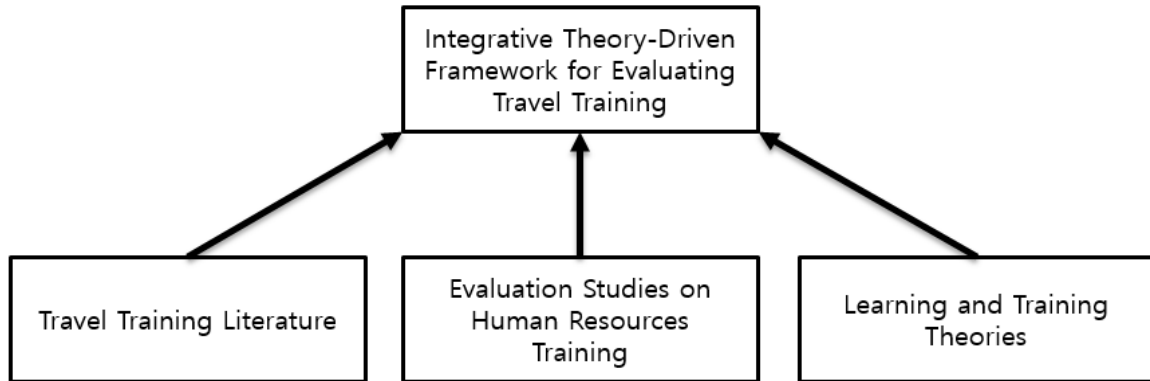 Integrative Theory-Driven
Framework for Evaluating
Travel Training
Travel Training Literature
Evaluation Studies on
Human Resources
Training
Learning and Training
Theories